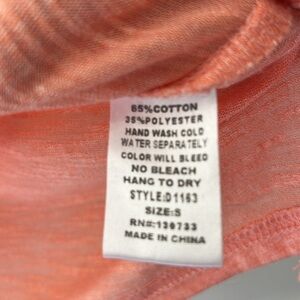 65%COTTON
35%POLYESTER
HAND WASH COLD
WATER SEPARATELY
COLOR WILL BLEED
NO BLEACH
HANG TO DRY
STYLE:D1163
SIZE:S
RN#:139733
MADE IN CHINA